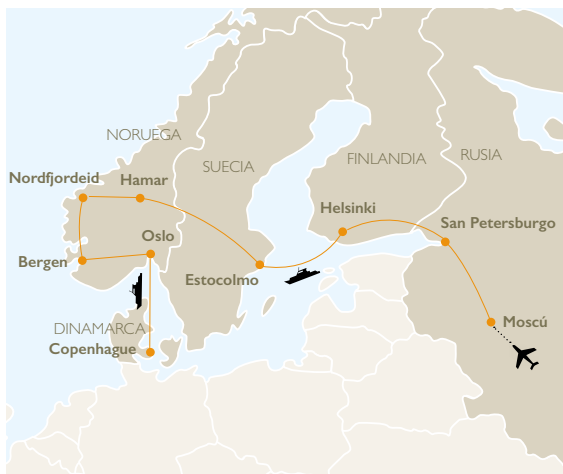 NORUEGA
SUECIA
FINLANDIA
RUSIA
Nordfjordeid
Hamar
Helsinki
San Petersburgo
Oslo
Bergen
Estocolmo
Moscú
DINAMARCA
Copenhague